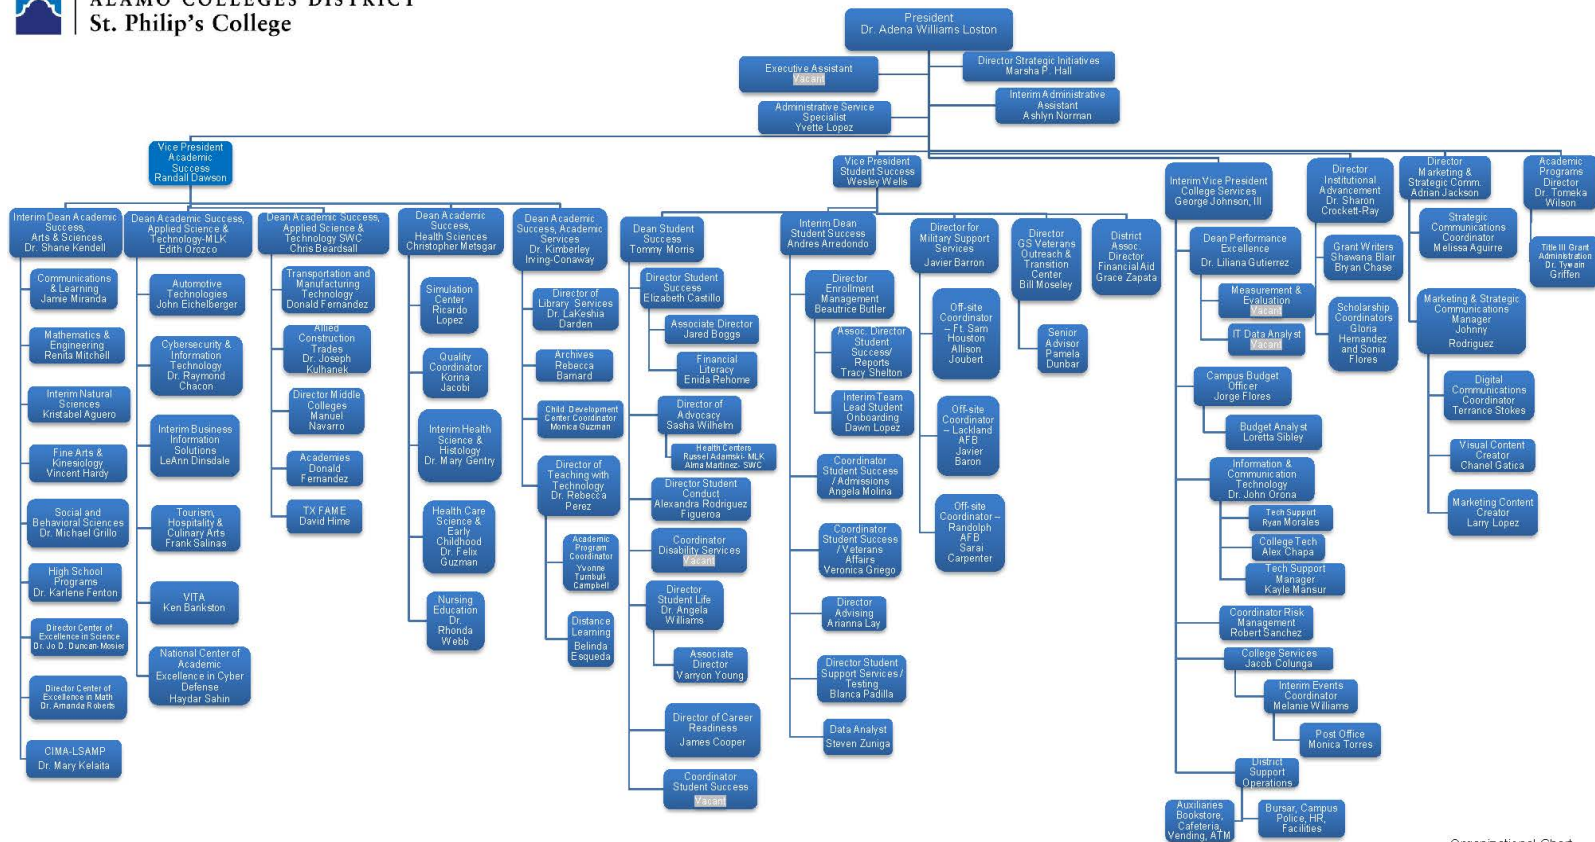 ALAMO COLLEGES DISTRICT
St. Philip's College
President
Dr. Adena Williams Loston
Executive Assistant
Vacant
Director Strategic Initiatives
Marsha P. Hall
Administrative Service
Specialist
Yvette Lopez
Interim Administrative
Assistant
Ashlyn Norman
Vice President
Academic
Success
Randall Dawson
Interim Dean Academic
Success,
Arts & Sciences
Dr. Shane Kendell
Communications
& Learning
Jamie Miranda
Mathematics &
Engineering
Renita Mitchell
Interim Natural
Sciences
Kristabel Aguero
Fine Arts &
Kinesiology
Vincent Hardy
Social and
Behavioral Sciences
Dr. Michael Grillo
High School
Programs
Dr. Karlene Fenton
Director Center of
Excellence in Science
Dr. Jo D. Duncan-Mosier
Director Center of
Excellence in Math
Dr. Amanda Roberts
CIMA-LSAMP
Dr. Mary Kelaita
Dean Academic Success,
Applied Science &
Technology-MLK
Edith Orozco
Automotive
Technologies
John Eichelberger
Cybersecurity &
Information
Technology
Dr. Raymond
Chacon
Interim Business
Information
Solutions
LeAnn Dinsdale
Tourism,
Hospitality &
Culinary Arts
Frank Salinas
VITA
Ken Bankston
National Center of
Academic
Excellence in Cyber
Defense
Haydar Sahin
Dean Academic Success,
Applied Science &
Technology SWC
Chris Beardsall
Transportation and
Manufacturing
Technology
Donald Fernandez
Allied
Construction
Trades
Dr. Joseph
Kulhanek
Director Middle
Colleges
Manuel
Navarro
Academies
Donald
Fernandez
TX FAME
David Hime
Dean Academic
Success,
Health Sciences
Christopher Metsgar
Simulation
Center
Ricardo
Lopez
Quality
Coordinator
Korina
Jacobi
Interim Health
Science &
Histology
Dr. Mary Gentry
Health Care
Science &
Early
Childhood
Dr. Felix
Guzman
Nursing
Education
Dr.
Rhonda
Webb
Dean Academic
Success, Academic
Services
Dr. Kimberley
Irving-Conaway
Director of
Library Services
Dr. LaKeshia
Darden
Archives
Rebecca
Barnard
Child Development
Center Coordinator
Monica Guzman
Director of
Teaching with
Technology
Dr. Rebecca
Perez
Academic
Program
Coordinator
Yvonne
Turnbull-
Campbell
Distance
Learning
Belinda
Esqueda
Vice President
Student Success
Wesley Wells
Dean Student
Success
Tommy Morris
Director Student
Success
Elizabeth Castillo
Associate Director
Jared Boggs
Financial
Literacy
Enida Rehome
Director of
Advocacy
Sasha Wilhelm
Health Centers
Russel Adamski- MLK
Alma Martinez- SWC
Director Student
Conduct
Alexandra Rodriguez
Figueroa
Coordinator
Disability Services
Vacant
Director
Student Life
Dr. Angela
Williams
Associate
Director
Varryon Young
Director of Career
Readiness
James Cooper
Coordinator
Student Success
Vacant
Interim Dean
Student Success
Andres Arredondo
Director
Enrollment
Management
Beautrice Butler
Assoc. Director
Student
Success/
Reports
Tracy Shelton
Interim Team
Lead Student
Onboarding
Dawn Lopez
Coordinator
Student Success
/ Admissions
Angela Molina
Coordinator
Student Success
/ Veterans
Affairs
Veronica Griego
Director
Advising
Arianna Lay
Director Student
Support Services /
Testing
Blanca Padilla
Data Analyst
Steven Zuniga
Director for
Military Support
Services
Javier Barron
Off-site
Coordinator
– Ft. Sam
Houston
Allison
Joubert
Off-site
Coordinator
– Lackland
AFB
Javier
Baron
Off-site
Coordinator –
Randolph
AFB
Sarai
Carpenter
Director
GS Veterans
Outreach &
Transition
Center
Bill Moseley
Senior
Advisor
Pamela
Dunbar
District
Assoc.
Director
Financial Aid
Grace Zapata
Interim Vice President
College Services
George Johnson, III
Dean Performance
Excellence
Dr. Liliana Gutierrez
Measurement &
Evaluation
Vacant
IT Data Analyst
Vacant
Campus Budget
Officer
Jorge Flores
Budget Analyst
Loretta Sibley
Information &
Communication
Technology
Dr. John Orona
Tech Support
Ryan Morales
College Tech
Alex Chapa
Tech Support
Manager
Kayle Mansur
Coordinator Risk
Management
Robert Sanchez
College Services
Jacob Colunga
Interim Events
Coordinator
Melanie Williams
Post Office
Monica Torres
District
Support
Operations
Auxiliaries
Bookstore,
Cafeteria,
Vending, ATM
Bursar, Campus
Police, HR,
Facilities
Director
Institutional
Advancement
Dr. Sharon
Crockett-Ray
Grant Writers
Shawana Blair
Bryan Chase
Scholarship
Coordinators
Gloria
Hernandez
and Sonia
Flores
Director
Marketing &
Strategic Comm.
Adrian Jackson
Strategic
Communications
Coordinator
Melissa Aguirre
Marketing & Strategic
Communications
Manager
Johnny
Rodriguez
Digital
Communications
Coordinator
Terrance Stokes
Visual Content
Creator
Chanel Gatica
Marketing Content
Creator
Larry Lopez
Academic
Programs
Director
Dr. Tomeka
Wilson
Title III Grant
Administration
Dr. Tywain
Griffen
Organizational Chart